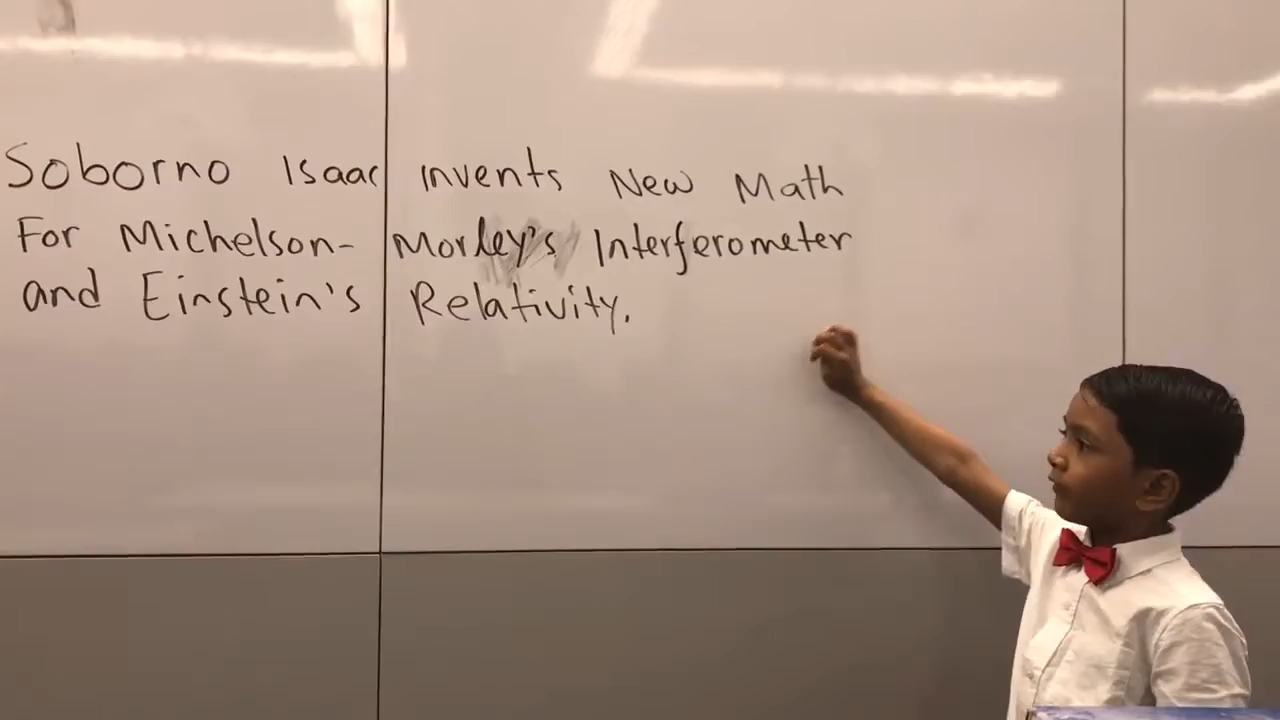 Soborno Isaac invents New Math
For Michelson-Morley's Interferometer
and Einstein's Relativity.